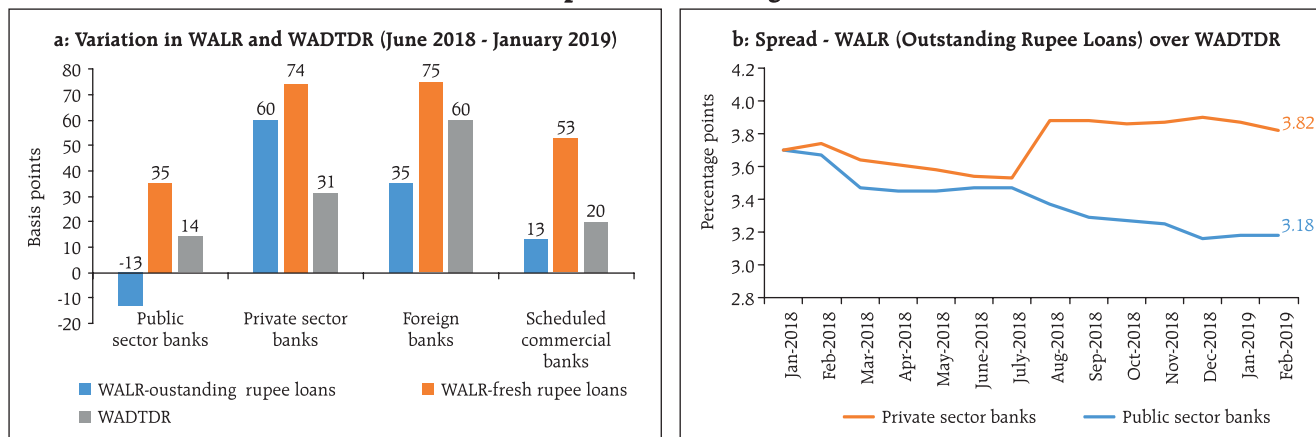 a: Variation in WALR and WADTDR (June 2018 - January 2019)
80
70
60
50
40
30
20
10
0
-10
-20
Basis points
-13
35
14
60
74
31
35
75
60
13
53
20
Public
sector banks
Private sector
banks
Foreign
banks
Scheduled
commercial
banks
WALR-oustanding rupee loans
WALR-fresh rupee loans
WADTDR
b: Spread - WALR (Outstanding Rupee Loans) over WADTDR
4.2
4.0
3.8
3.6
3.4
3.2
3.0
2.8
Percentage points
3.82
3.18
Jan-2018
Feb-2018
Mar-2018
Apr-2018
May-2018
June-2018
July-2018
Aug-2018
Sep-2018
Oct-2018
Nov-2018
Dec-2018
Jan-2019
Feb-2019
Private sector banks
Public sector banks